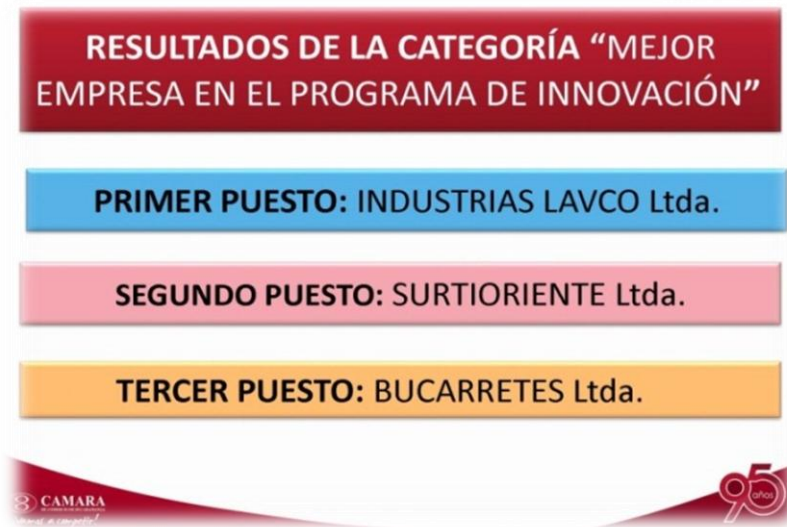 RESULTADOS DE LA CATEGORÍA “MEJOR
EMPRESA EN EL PROGRAMA DE INNOVACIÓN”
PRIMER PUESTO: INDUSTRIAS LAVCO Ltda.
SEGUNDO PUESTO: SURTIORIENTE Ltda.
TERCER PUESTO: BUCARRETES Ltda.
CAMARA
a competir!
95
años